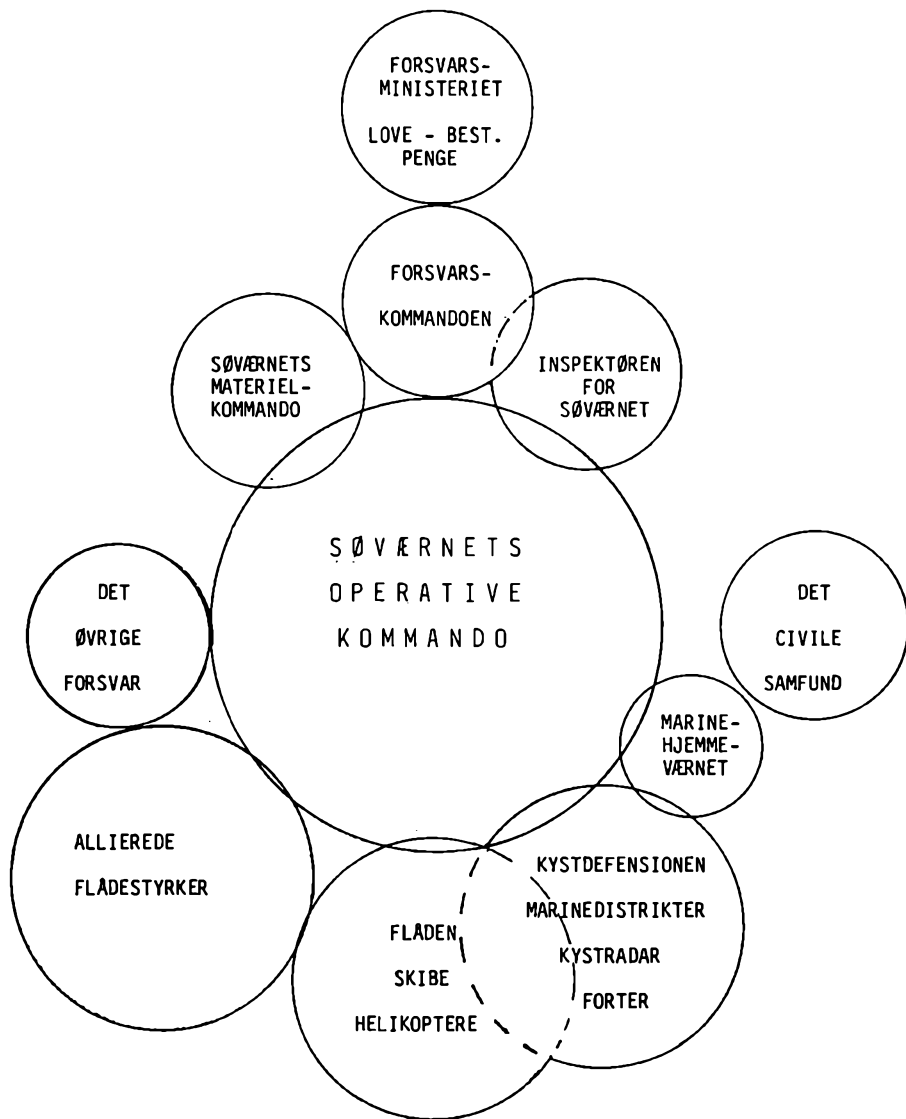 FORSVARS-
MINISTERIET
LOVE - BEST.
PENGE
FORSVARS-
KOMMANDOEN
SØVÆRNETS
MATERIEL-
KOMMANDO
INSPEKTØREN
FOR
SØVÆRNET
SØVÆRNETS
OPERATIVE
KOMMANDO
DET
ØVRIGE
FORSVAR
DET
CIVILE
SAMFUND
MARINE-
HJEMME-
VÆRNET
ALLIEREDE
FLÅDESTYRKER
FLÅDEN
SKIBE
HELIKOPTERE
KYSTDEFENSIONEN
MARINEDISTRIKTER
KYSTRADAR
FORTER